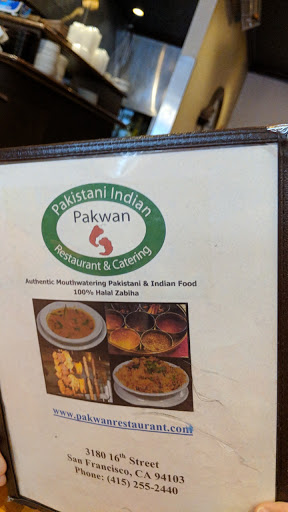 Pakistani Indian
Pakwan
Restaurant & Catering
Authentic Mouthwatering Pakistani & Indian Food
100% Halal Zabiha
www.pakwanrestaurant.com
3180 16th Street
San Francisco, CA 94103
Phone: (415) 255-2440